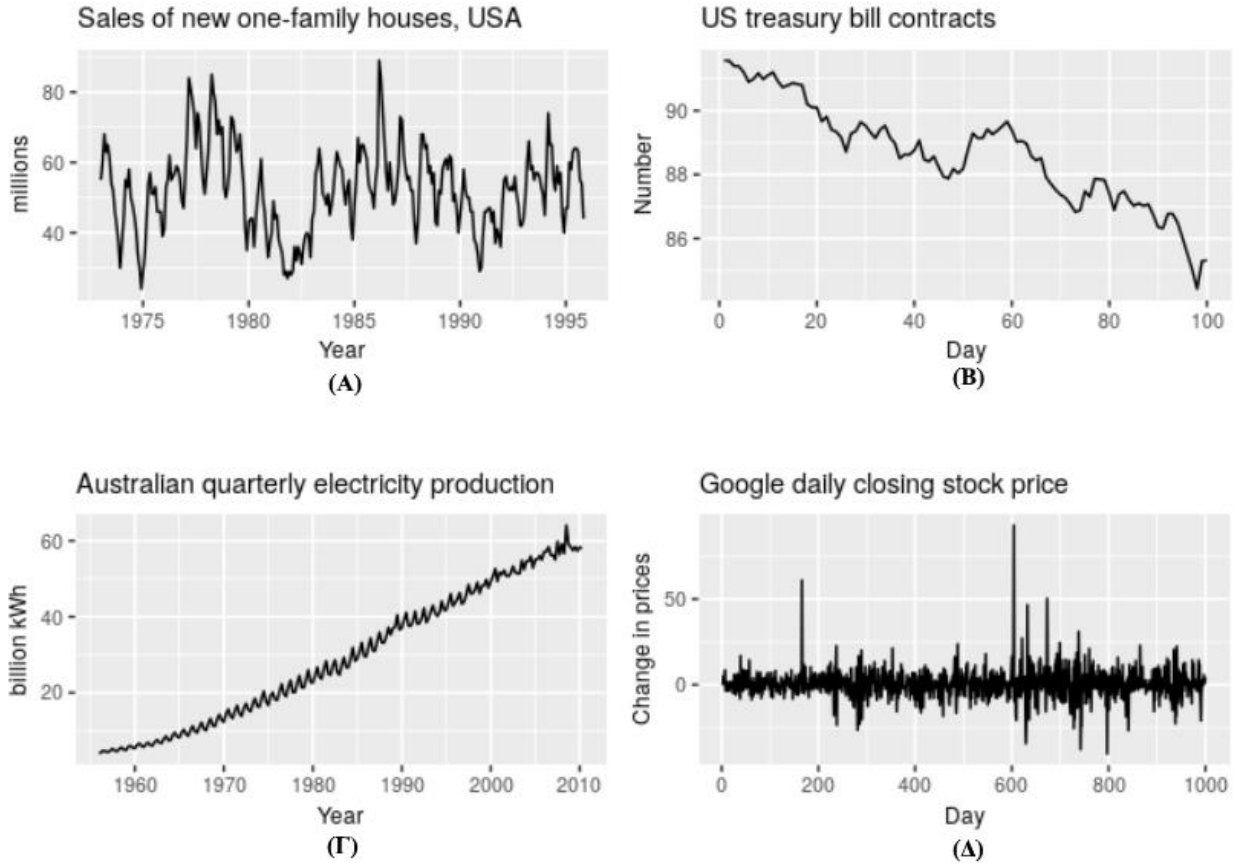 Sales of new one-family houses, USA
millions
80
60
40
1975 1980 1985 1990 1995
Year
(A)
US treasury bill contracts
Number
90
88
86
0 20 40 60 80 100
Day
(B)
Australian quarterly electricity production
billion kWh
60
40
20
1960 1970 1980 1990 2000 2010
Year
(Γ)
Google daily closing stock price
Change in prices
50
0
0 200 400 600 800 1000
Day
(Δ)